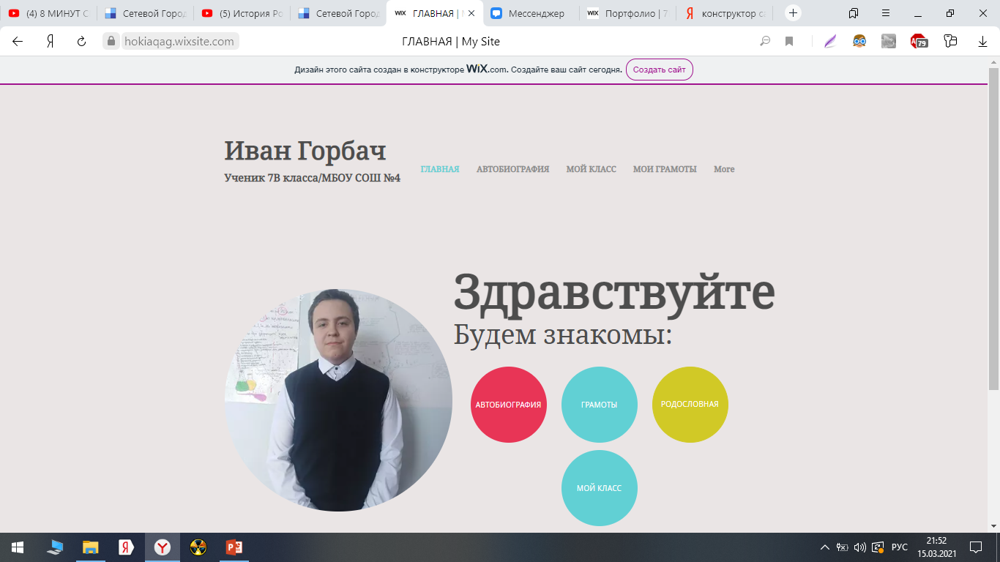 (4) 8 МИНУТ С
Сетевой Город
(5) История Ро
Сетевой Город
WIX ГЛАВНАЯ | M
Мессенджер
WIX Портфолио | 7
Я конструктор са
Я hokiaqag.wixsite.com ГЛАВНАЯ | My Site 79
Дизайн этого сайта создан в конструкторе WiX.com. Создайте ваш сайт сегодня. Создать сайт
Иван Горбач
Ученик 7В класса/МБОУ СОШ №4
ГЛАВНАЯ АВТОБИОГРАФИЯ МОЙ КЛАСС МОИ ГРАМОТЫ More
Здравствуйте
Будем знакомы:
АВТОБИОГРАФИЯ ГРАМОТЫ РОДОСЛОВНАЯ
МОЙ КЛАСС
РУС
21:52
15.03.2021